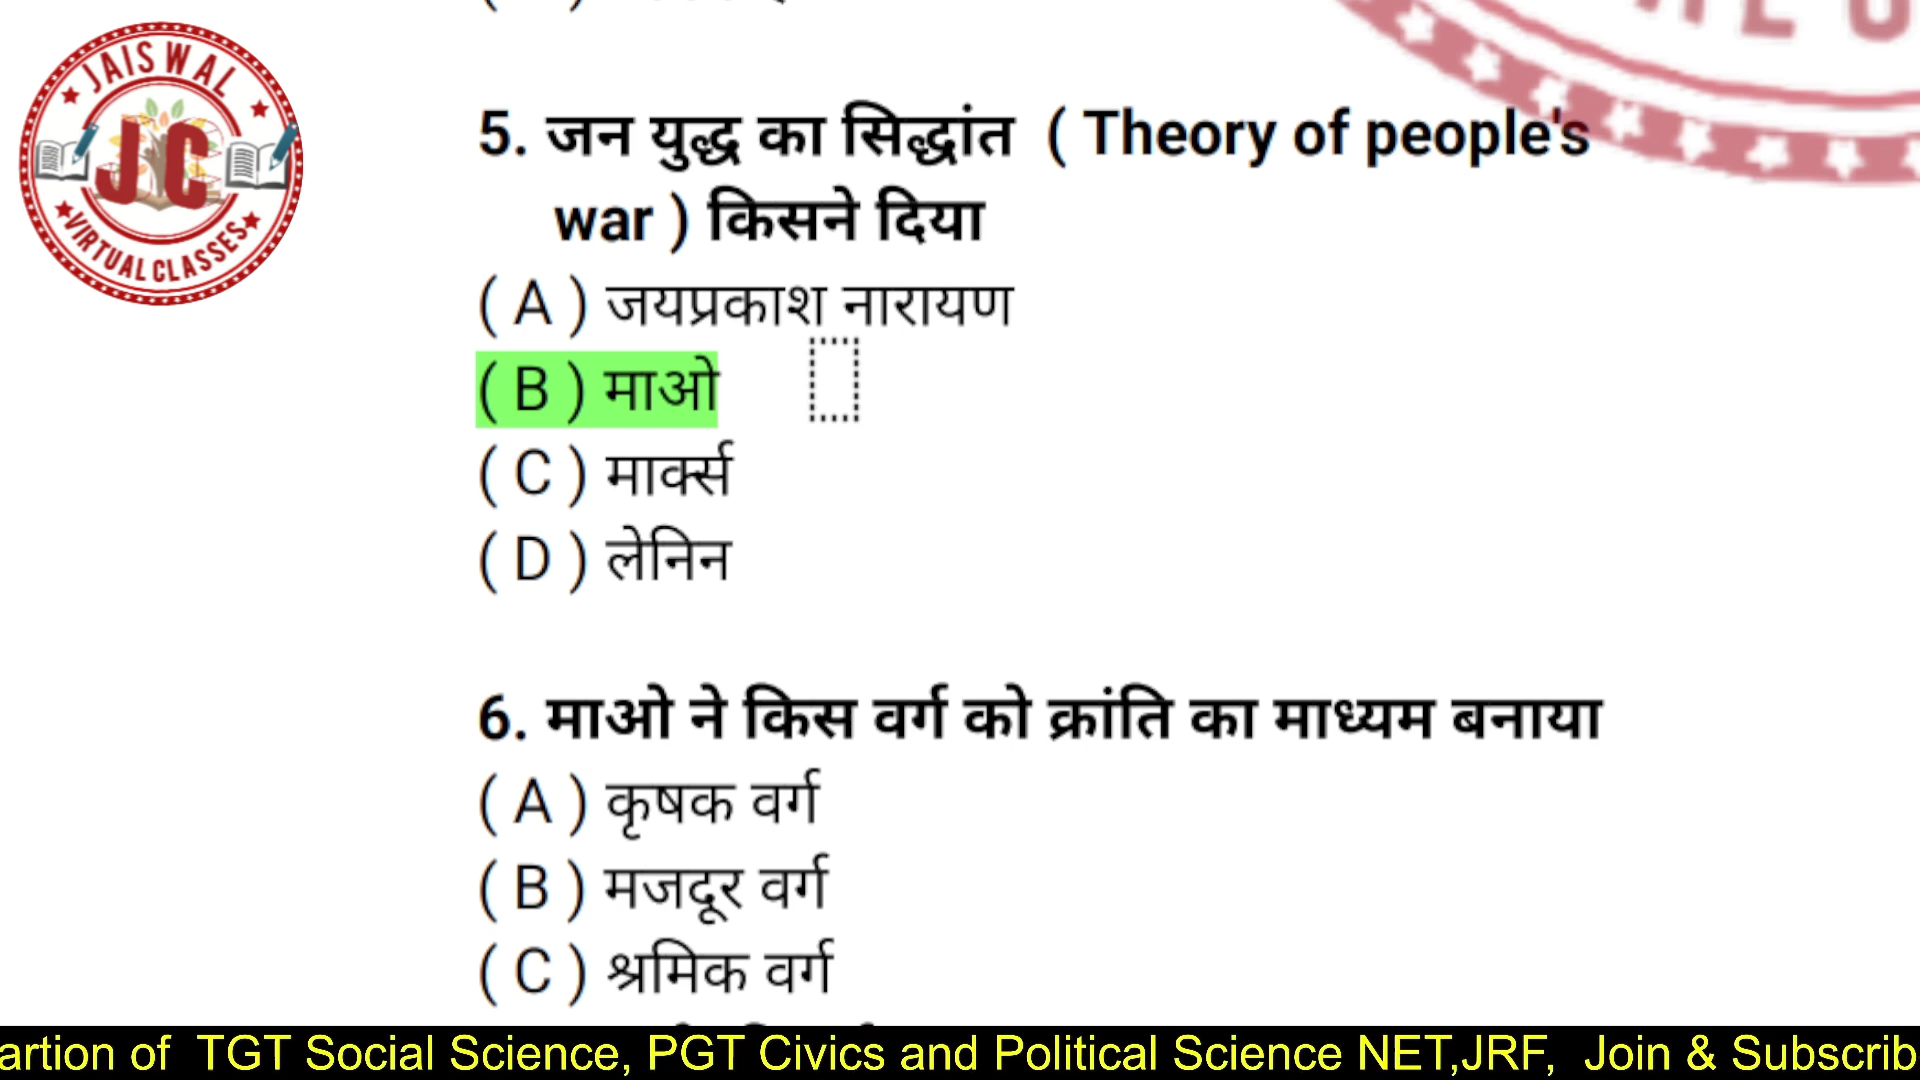 JAISWAL
JC
VIRTUAL CLASSES
5. जन युद्ध का सिद्धांत ( Theory of people's
war ) किसने दिया
( A ) जयप्रकाश नारायण
( B ) माओ
( C ) मार्क्स
( D ) लेनिन
6. माओ ने किस वर्ग को क्रांति का माध्यम बनाया
( A ) कृषक वर्ग
( B ) मजदूर वर्ग
( C ) श्रमिक वर्ग
artion of TGT Social Science, PGT Civics and Political Science NET,JRF, Join & Subscrib